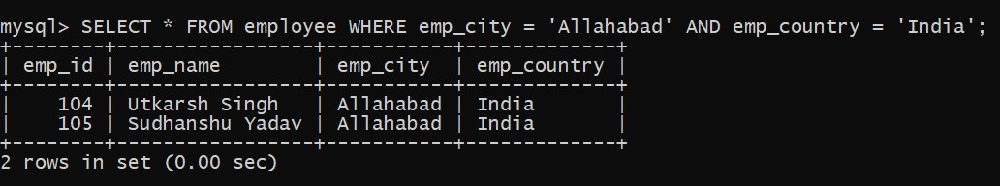 mysql> SELECT * FROM employee WHERE emp_city = 'Allahabad' AND emp_country = 'India';
+--------+----------------+-----------+-------------+
| emp_id | emp_name       | emp_city  | emp_country |
+--------+----------------+-----------+-------------+
|    104 | Utkarsh Singh  | Allahabad | India       |
|    105 | Sudhanshu Yadav | Allahabad | India       |
+--------+----------------+-----------+-------------+
2 rows in set (0.00 sec)